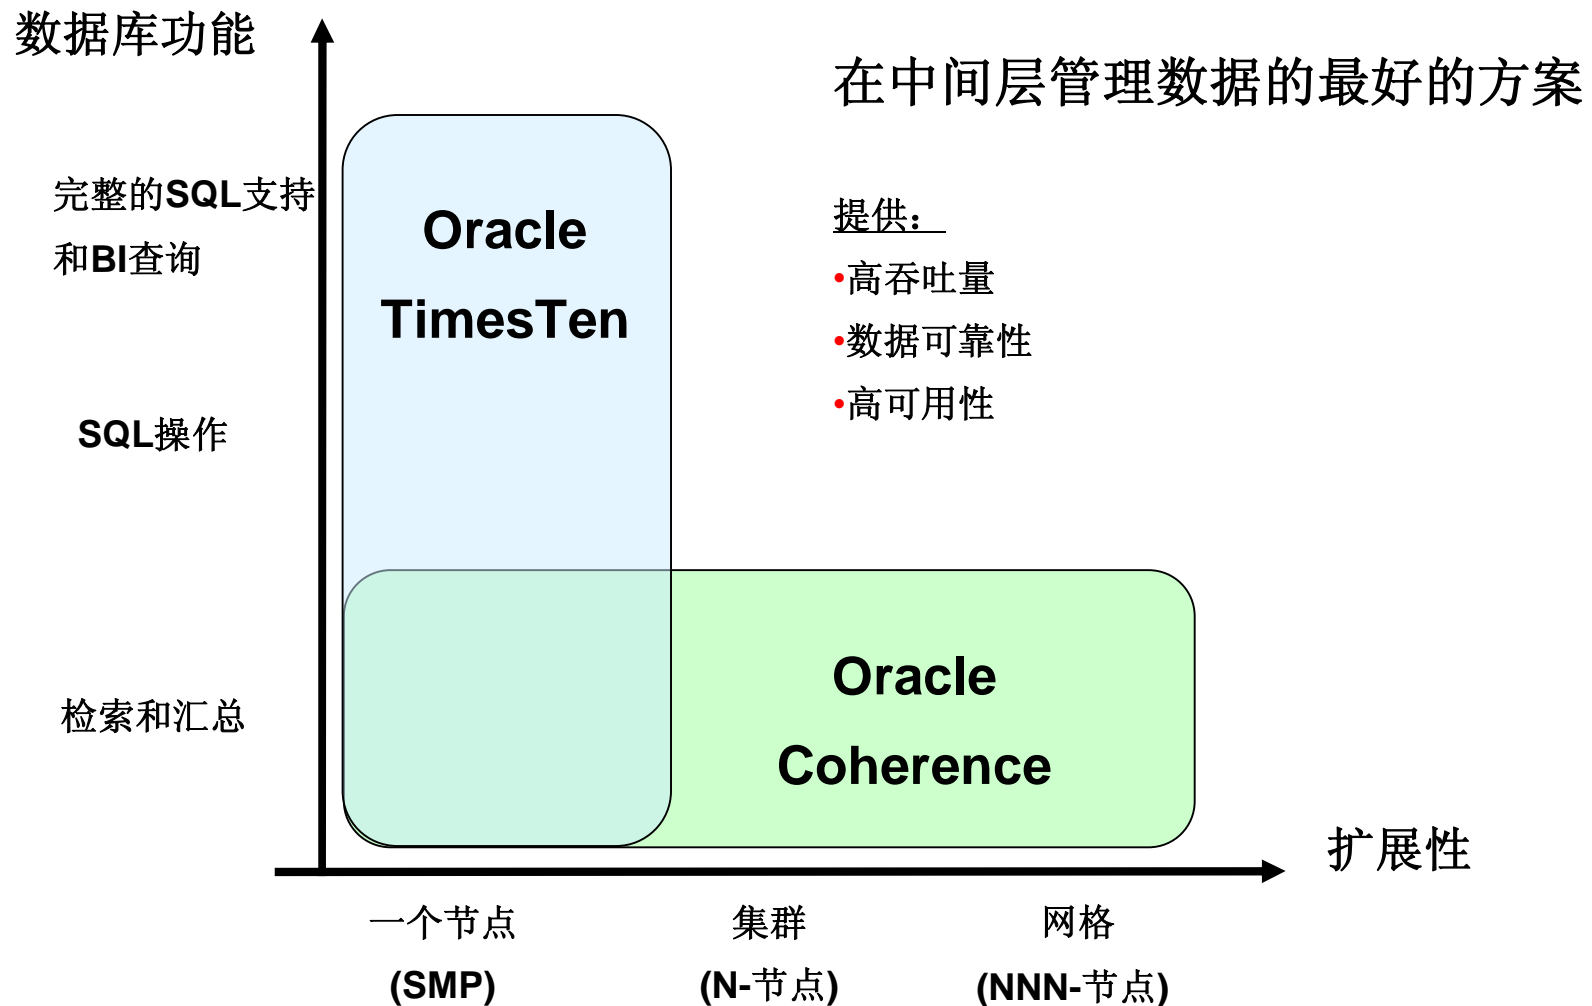 数据库功能
在中间层管理数据的最好的方案
完整的SQL支持
和BI查询
SQL操作
检索和汇总
Oracle
TimesTen
提供：
•高吞吐量
•数据可靠性
•高可用性
Oracle
Coherence
扩展性
一个节点
(SMP)
集群
(N-节点)
网格
(NNN-节点)